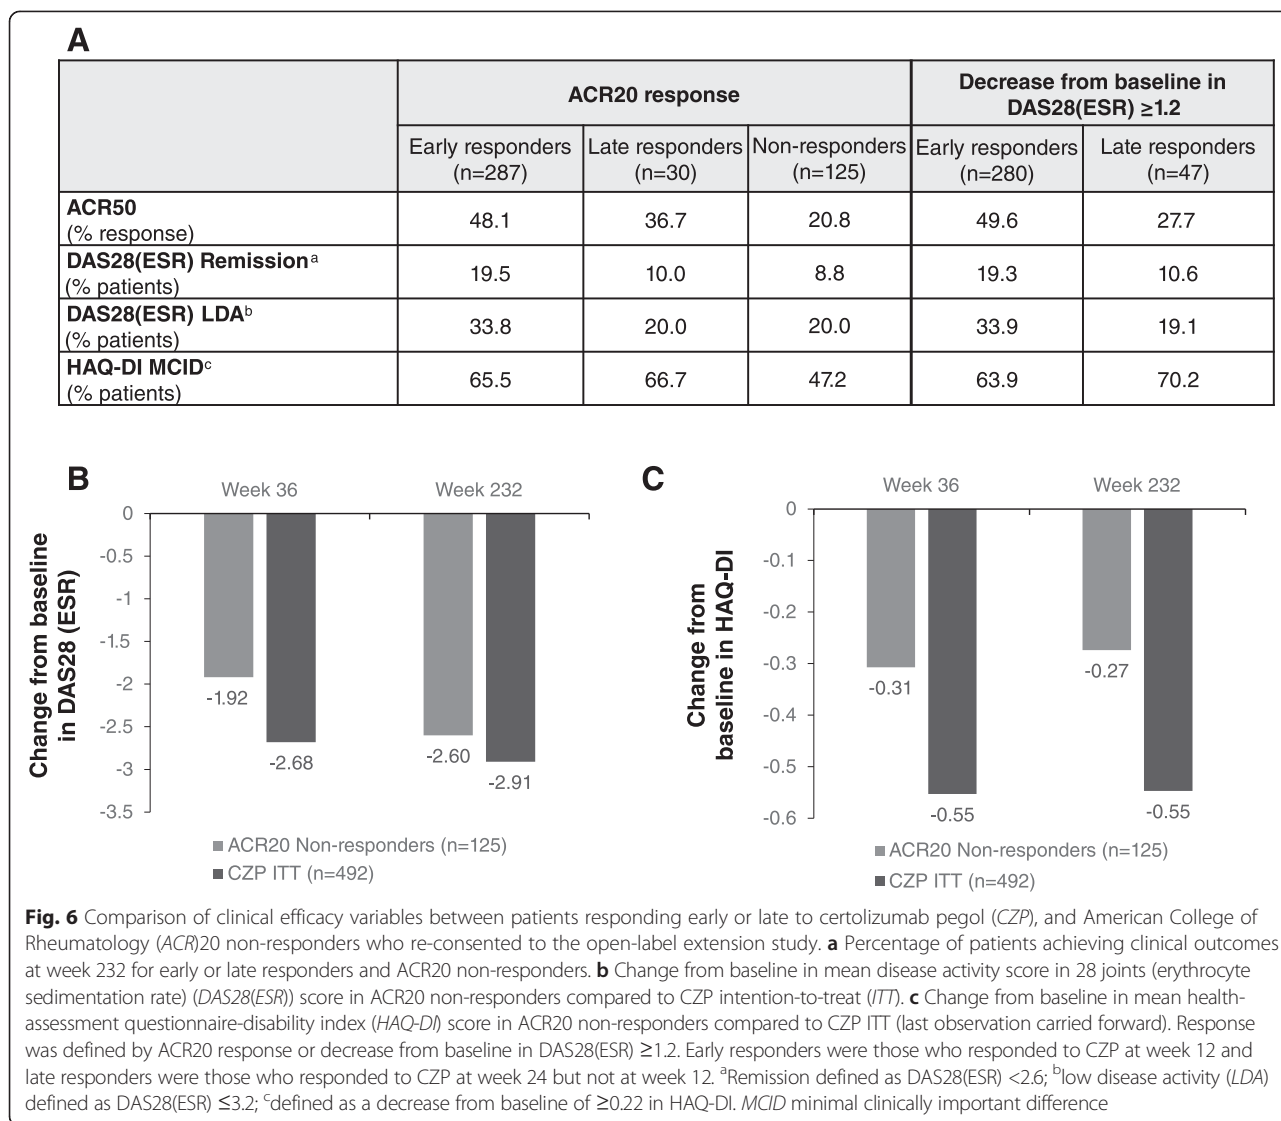 A
ACR20 response
Decrease from baseline in
DAS28(ESR) ≥1.2
Early responders
(n=287)
Late responders
(n=30)
Non-responders
(n=125)
Early responders
(n=280)
Late responders
(n=47)
ACR50
(% response)
48.1 36.7 20.8 49.6 27.7
DAS28(ESR) Remissionᵃ
(% patients)
19.5 10.0 8.8 19.3 10.6
DAS28(ESR) LDAᵇ
(% patients)
33.8 20.0 20.0 33.9 19.1
HAQ-DI MCIDᶜ
(% patients)
65.5 66.7 47.2 63.9 70.2
B
Week 36 Week 232
Change from baseline
in DAS28 (ESR)
0
-0.5
-1
-1.5
-2
-2.5
-3
-3.5
-1.92
-2.68
-2.60
-2.91
ACR20 Non-responders (n=125)
CZP ITT (n=492)
C
Week 36 Week 232
Change from
baseline in HAQ-DI
0
-0.1
-0.2
-0.3
-0.4
-0.5
-0.6
-0.31
-0.55
-0.27
-0.55
ACR20 Non-responders (n=125)
CZP ITT (n=492)
Fig. 6 Comparison of clinical efficacy variables between patients responding early or late to certolizumab pegol (CZP), and American College of
Rheumatology (ACR)20 non-responders who re-consented to the open-label extension study. a Percentage of patients achieving clinical outcomes
at week 232 for early or late responders and ACR20 non-responders. b Change from baseline in mean disease activity score in 28 joints (erythrocyte
sedimentation rate) (DAS28(ESR)) score in ACR20 non-responders compared to CZP intention-to-treat (ITT). c Change from baseline in mean health-
assessment questionnaire-disability index (HAQ-DI) score in ACR20 non-responders compared to CZP ITT (last observation carried forward). Response
was defined by ACR20 response or decrease from baseline in DAS28(ESR) ≥1.2. Early responders were those who responded to CZP at week 12 and
late responders were those who responded to CZP at week 24 but not at week 12. ᵃRemission defined as DAS28(ESR) <2.6; ᵇlow disease activity (LDA)
defined as DAS28(ESR) ≤3.2; ᶜdefined as a decrease from baseline of ≥0.22 in HAQ-DI. MCID minimal clinically important difference